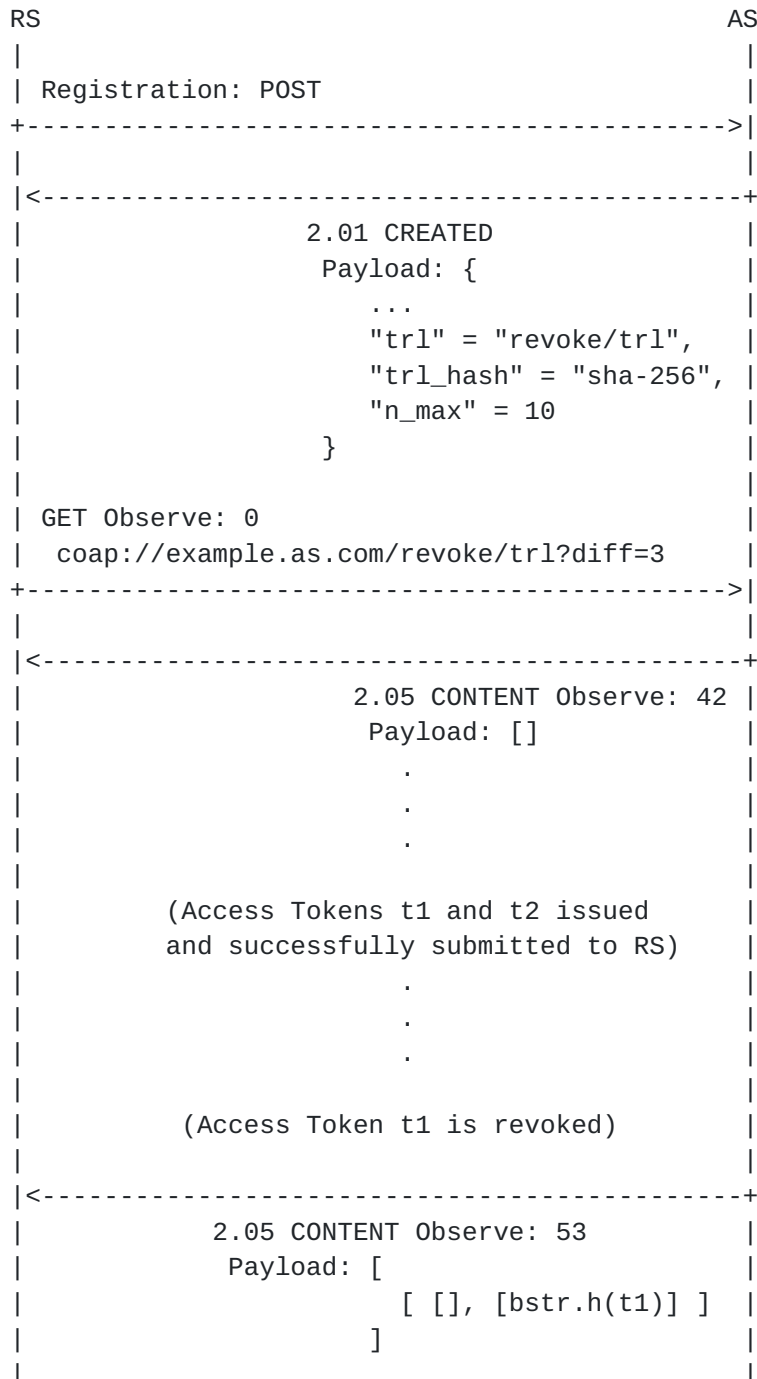 RS                                             AS
|                                              |
| Registration: POST                           |
+--------------------------------------------->|
|                                              |
|<---------------------------------------------+
|                  2.01 CREATED                |
|                   Payload: {                 |
|                      ...                     |
|                      "trl" = "revoke/trl",   |
|                      "trl_hash" = "sha-256", |
|                      "n_max" = 10            |
|                   }                          |
|                                              |
| GET Observe: 0                               |
|  coap://example.as.com/revoke/trl?diff=3     |
+--------------------------------------------->|
|                                              |
|<---------------------------------------------+
|                     2.05 CONTENT Observe: 42 |
|                      Payload: []             |
|                        .                     |
|                        .                     |
|                        .                     |
|                                              |
|         (Access Tokens t1 and t2 issued      |
|         and successfully submitted to RS)    |
|                        .                     |
|                        .                     |
|                        .                     |
|                                              |
|          (Access Token t1 is revoked)        |
|                                              |
|<---------------------------------------------+
|            2.05 CONTENT Observe: 53          |
|             Payload: [                       |
|                        [ [], [bstr.h(t1)] ]  |
|                      ]                       |
|                                              |